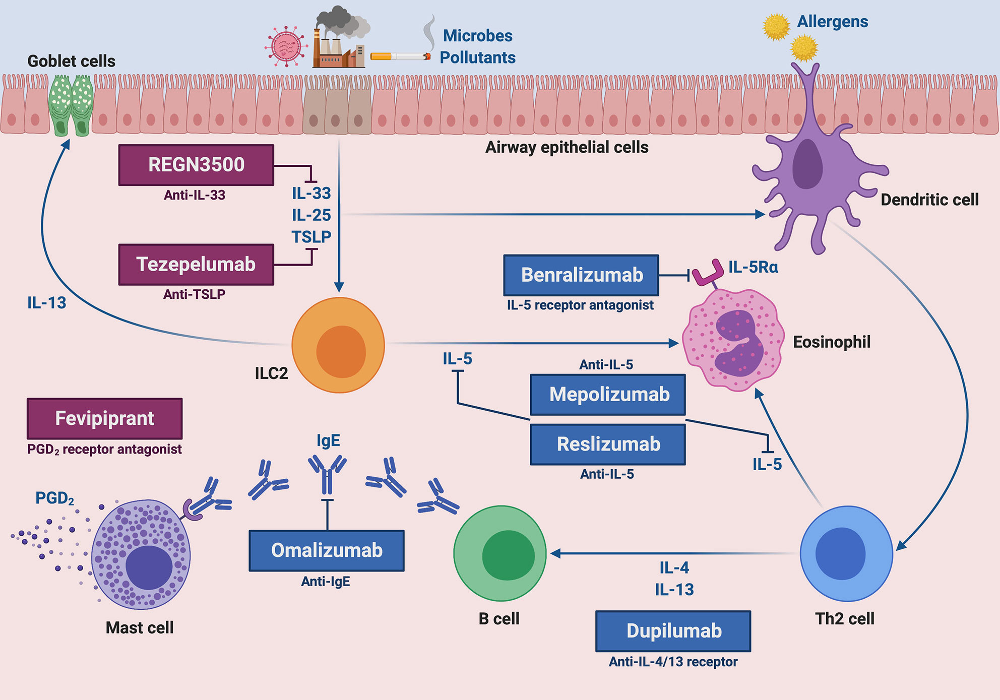 Microbes
Pollutants
Allergens
Goblet cells
Airway epithelial cells
REGN3500
Anti-IL-33
IL-33
IL-25
TSLP
Tezepelumab
Anti-TSLP
Dendritic cell
IL-13
Benralizumab
IL-5 receptor antagonist
IL-5Rα
Eosinophil
ILC2
IL-5
Anti-IL-5
Mepolizumab
Reslizumab
Anti-IL-5
IL-5
Fevipiprant
PGD₂ receptor antagonist
IgE
PGD₂
Omalizumab
Anti-IgE
Mast cell
B cell
IL-4
IL-13
Th2 cell
Dupilumab
Anti-IL-4/13 receptor